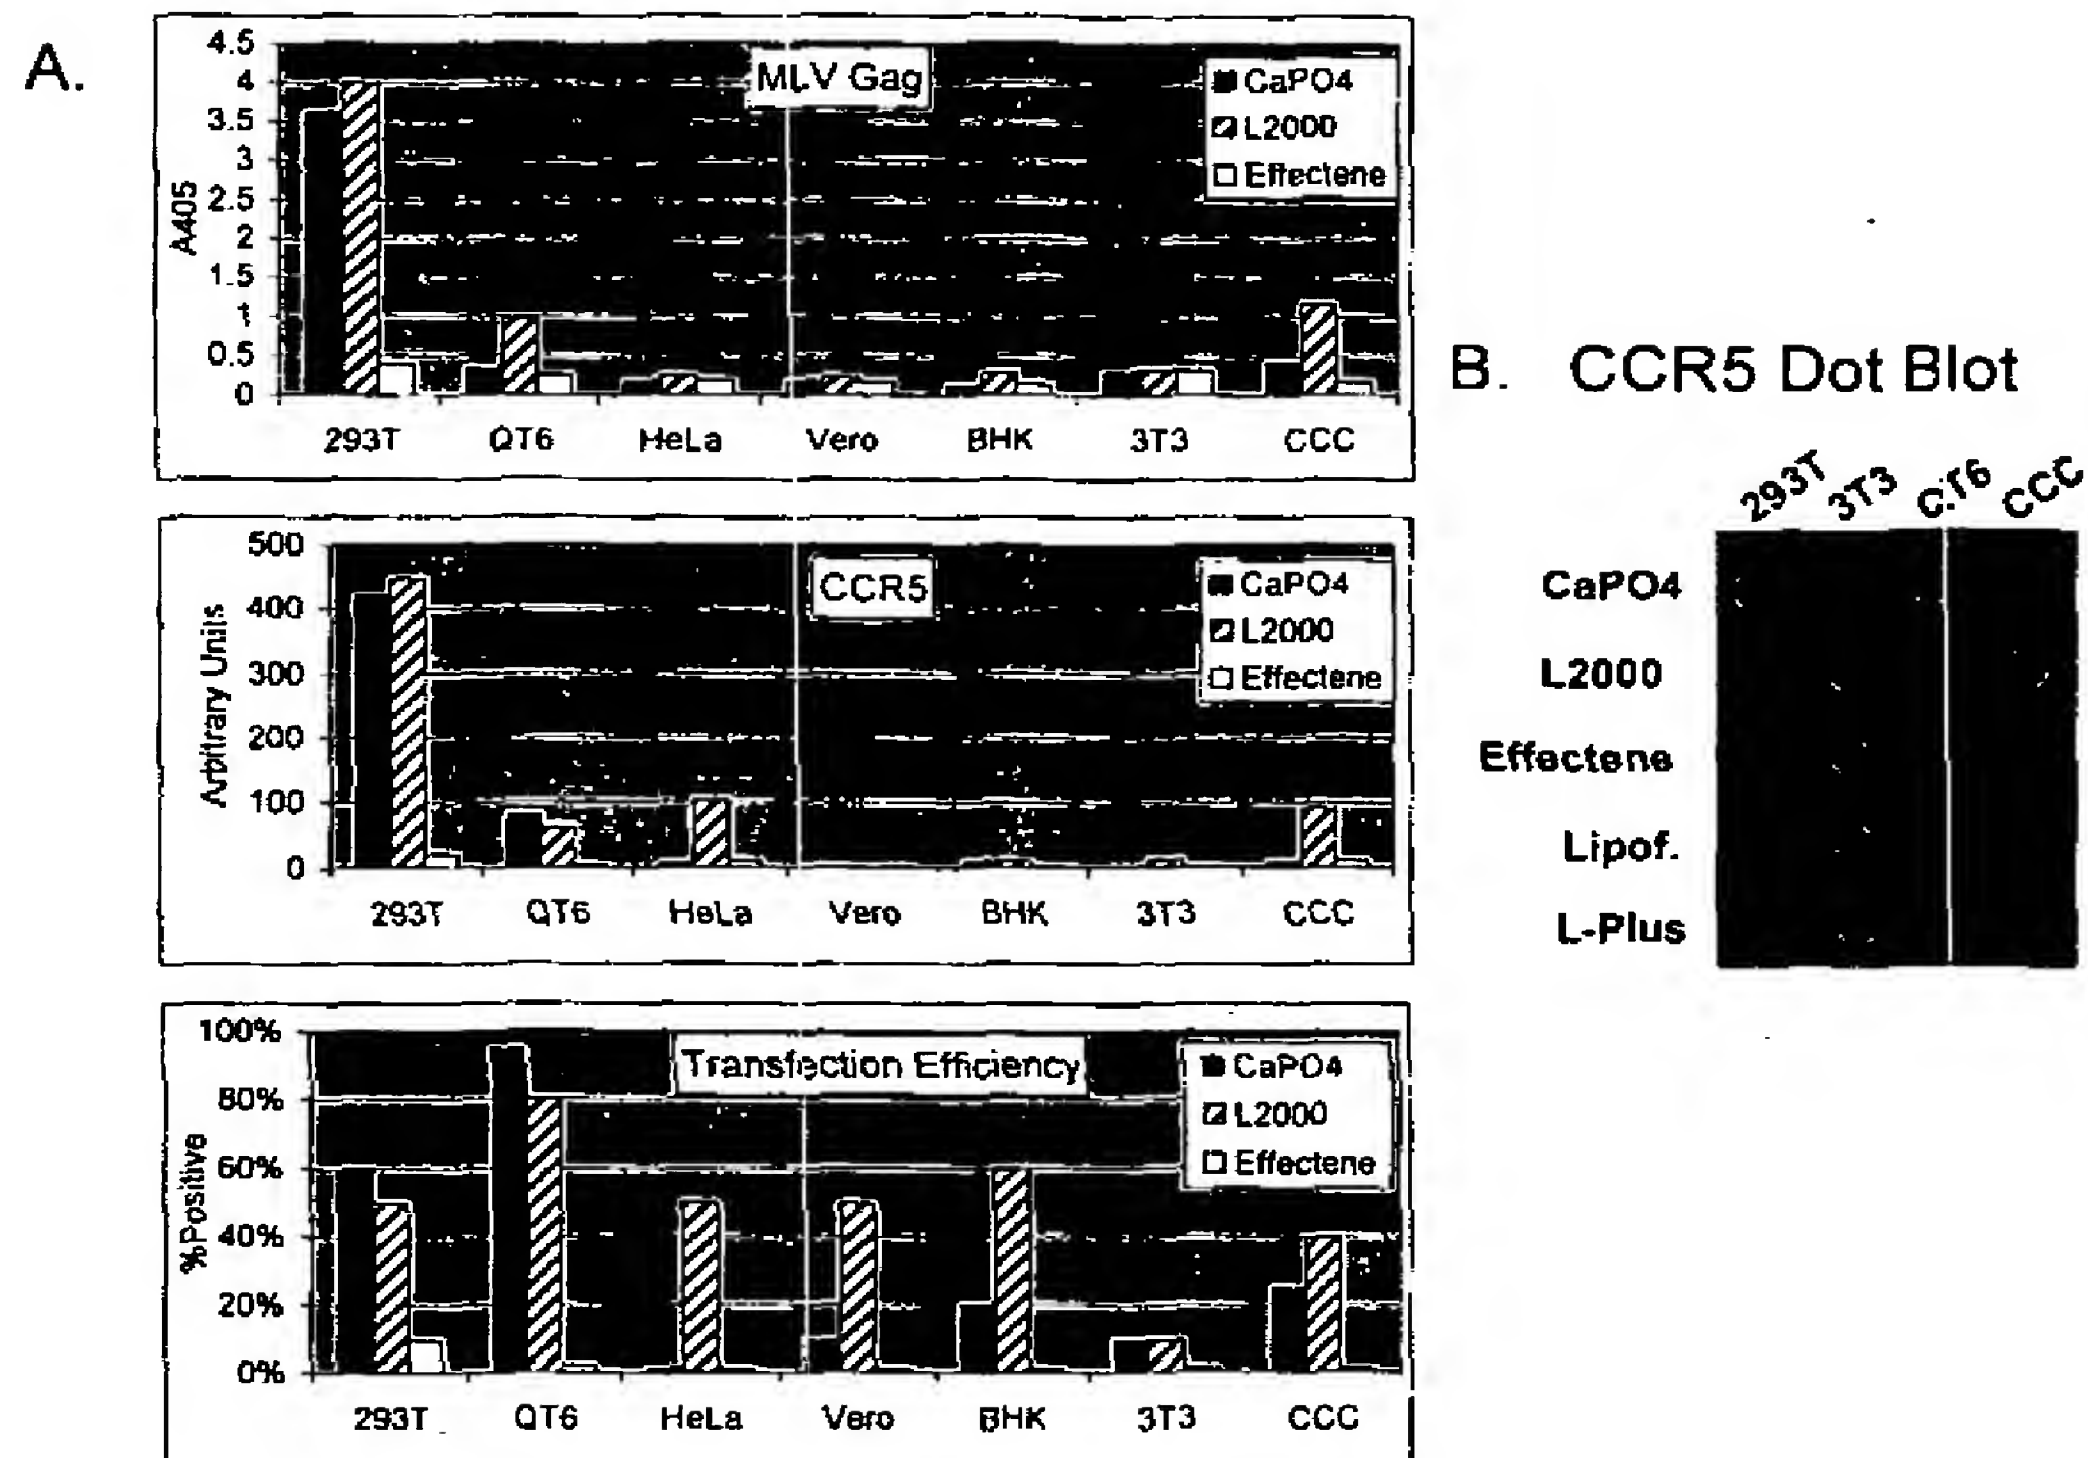 A.
MLV Gag
CaPO4
L2000
Effectene
A405
4.5
4
3.5
3
2.5
2
1.5
1
0.5
0
293T QT6 HeLa Vero BHK 3T3 CCC
CCR5
CaPO4
L2000
Effectene
Arbitrary Units
500
400
300
200
100
0
293T QT6 HeLa Vero BHK 3T3 CCC
Transfection Efficiency
CaPO4
L2000
Effectene
%Positive
100%
80%
60%
40%
20%
0%
293T QT6 HeLa Vero BHK 3T3 CCC
B. CCR5 Dot Blot
293T 3T3 CCC
CaPO4
L2000
Effectene
Lipof.
L-Plus